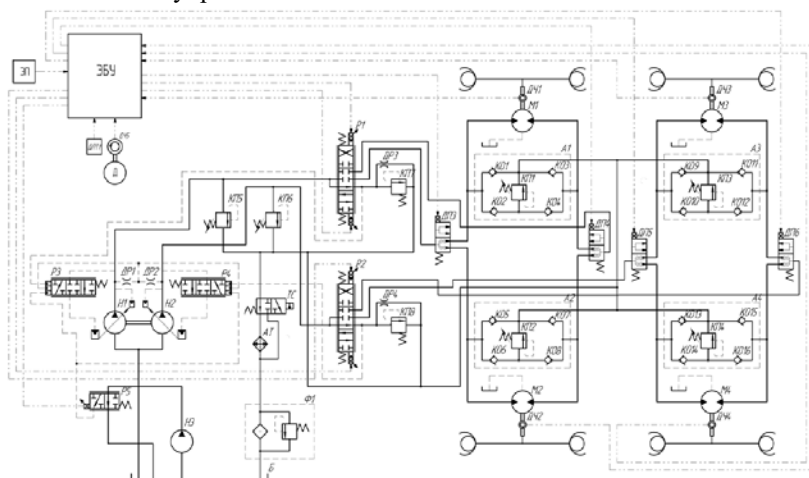 ЭП
ЭБУ
Д
Р1
ДР3
КП7
КП5
КП6
Р2
ДР4
КП8
Р3
ДР1
ДР2
Р4
Н1
Н2
ТС
АТ
Р5
Н3
Ф1
Б
ДЧ1
М1
А1
КО1
КО3
КП1
КО2
КО4
ДП3
ДП4
А2
КО5
КО7
КП2
КО6
КО8
М2
ДЧ2
ДЧ3
М3
А3
КО9
КО11
КП3
КО10
КО12
ДП5
ДП6
А4
КО13
КО15
КП4
КО14
КО16
М4
ДЧ4